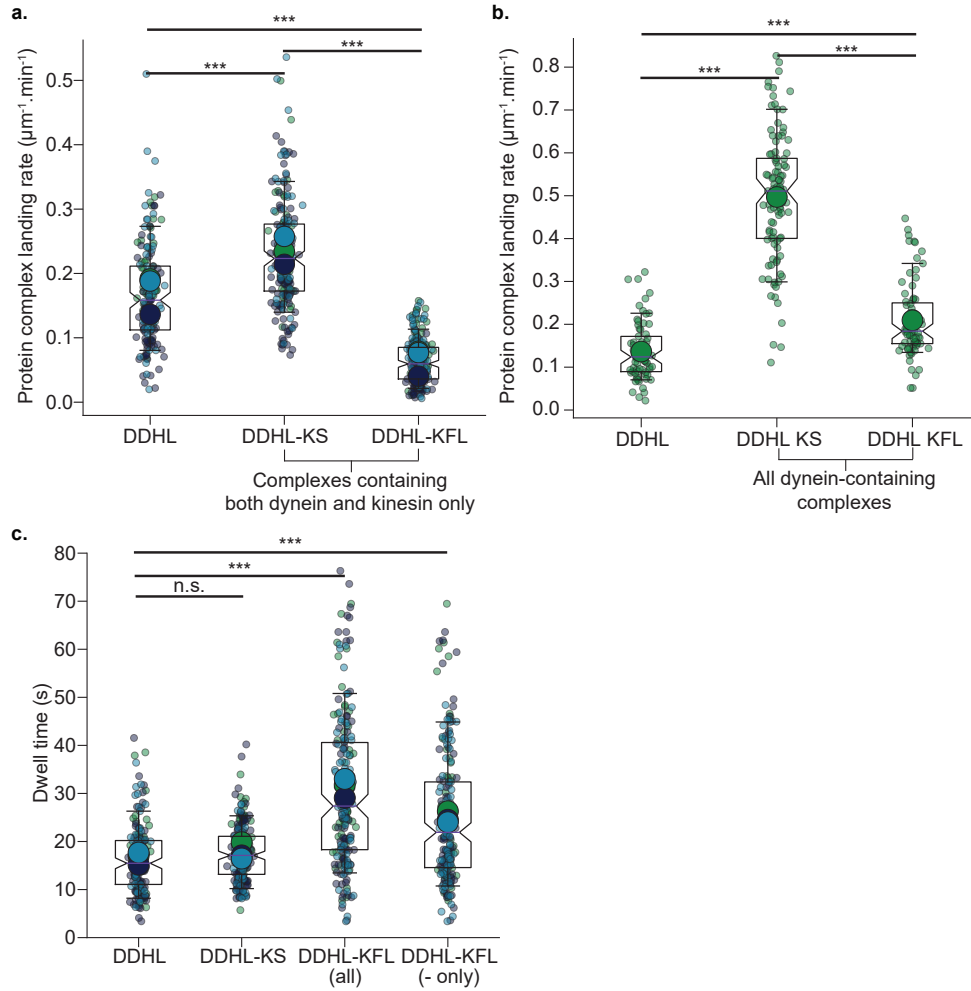 a.
Protein complex landing rate (µm⁻¹.min⁻¹)
0.5
0.4
0.3
0.2
0.1
0.0
***
***
***
DDHL
DDHL-KS
DDHL-KFL
Complexes containing
both dynein and kinesin only
b.
Protein complex landing rate (µm⁻¹.min⁻¹)
0.8
0.7
0.6
0.5
0.4
0.3
0.2
0.1
0.0
***
***
***
DDHL
DDHL KS
DDHL KFL
All dynein-containing
complexes
c.
Dwell time (s)
80
70
60
50
40
30
20
10
0
***
***
n.s.
DDHL
DDHL-KS
DDHL-KFL
(all)
DDHL-KFL
(- only)